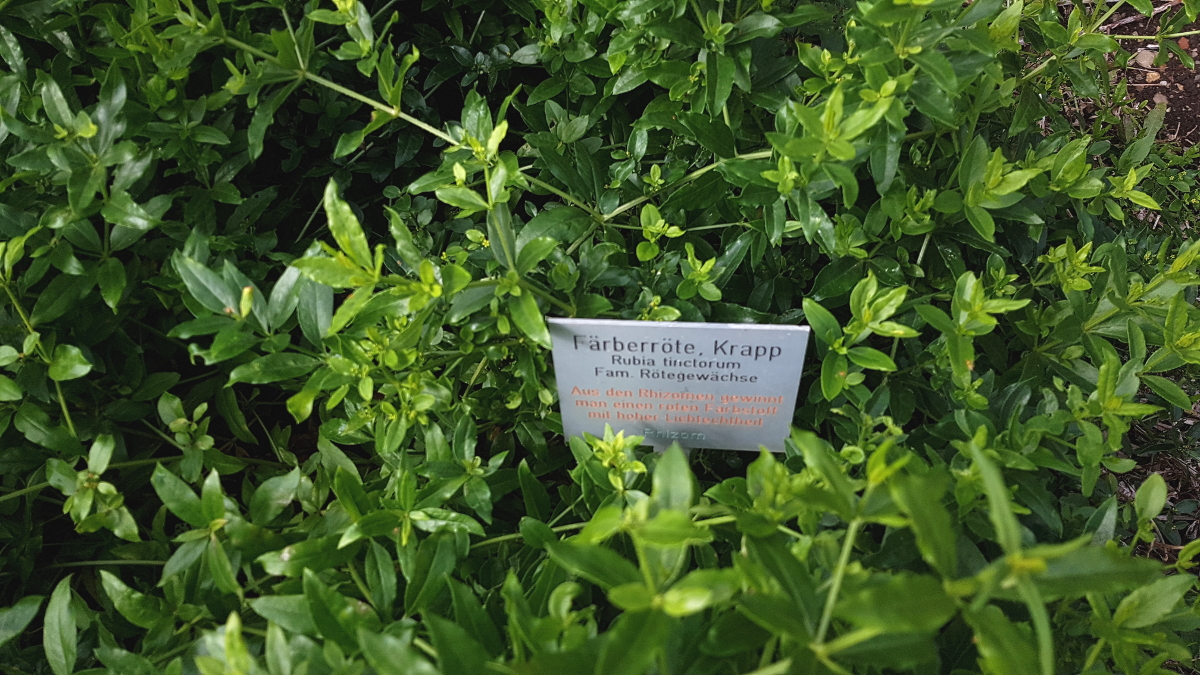 Färberröte, Krapp
Rubia tinctorum
Fam. Rötegewächse
Aus den Rhizomen gewinnt
man einen roten Farbstoff
mit hoher Lichtechtheit
Rhizom